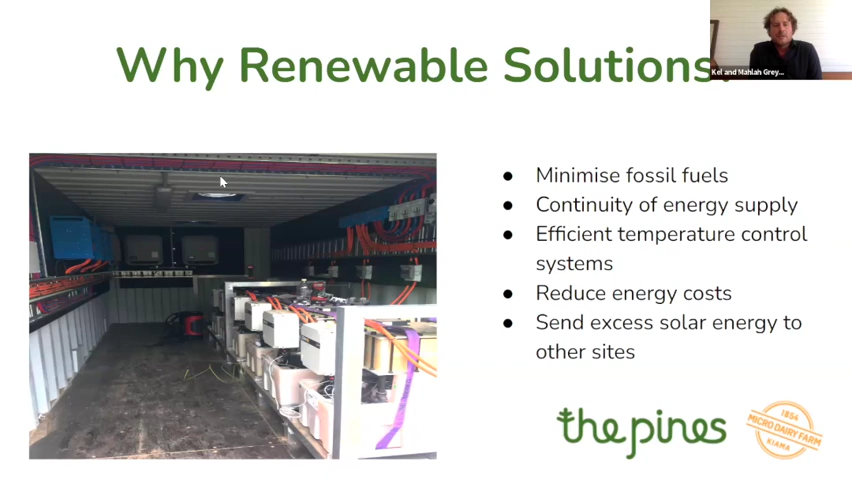 Why Renewable Solutions
Kel and Mahlah Grey...
● Minimise fossil fuels
● Continuity of energy supply
● Efficient temperature control
systems
● Reduce energy costs
● Send excess solar energy to
other sites
the pines
1854
MICRO DAIRY FARM
KIAMA